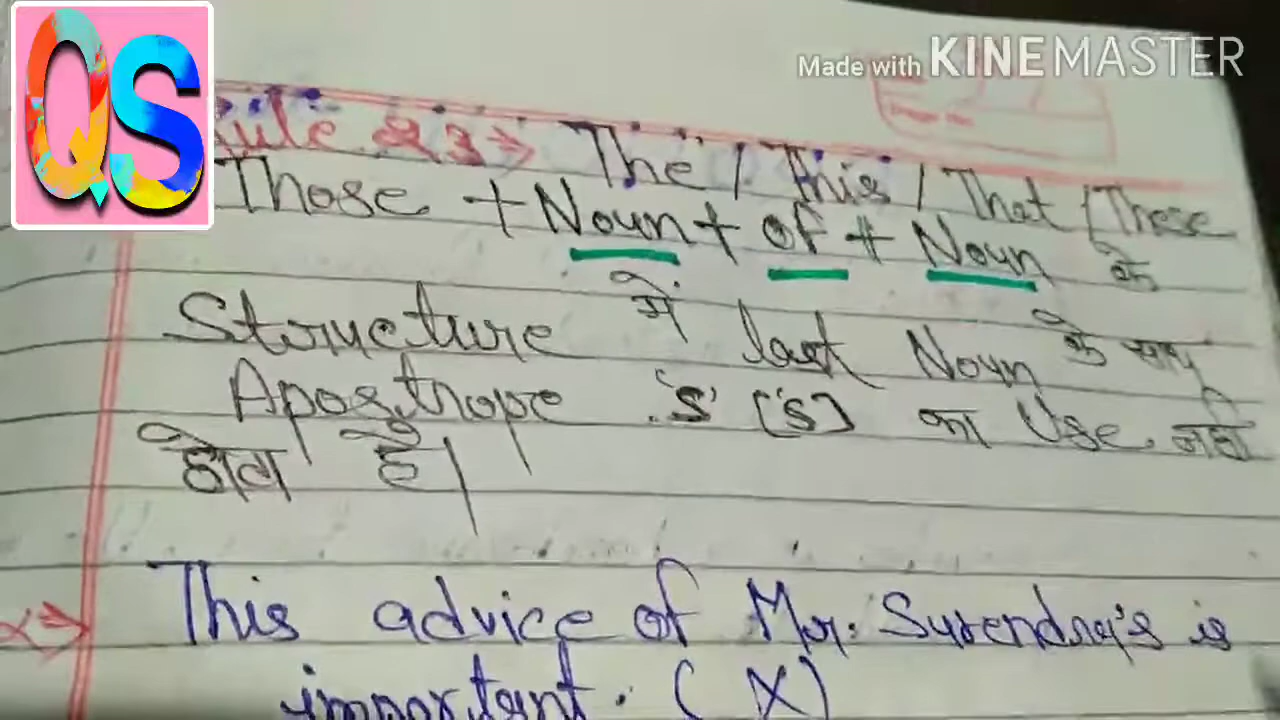 QS
Made with KINEMASTER
Rule 23→ The / This / That / These
Those + Noun + of + Noun के
Structure में last Noun के साथ
Apostrope 's' ['s] का Use नही
होता है।
This advice of Mr. Surendra's is
important. (X)